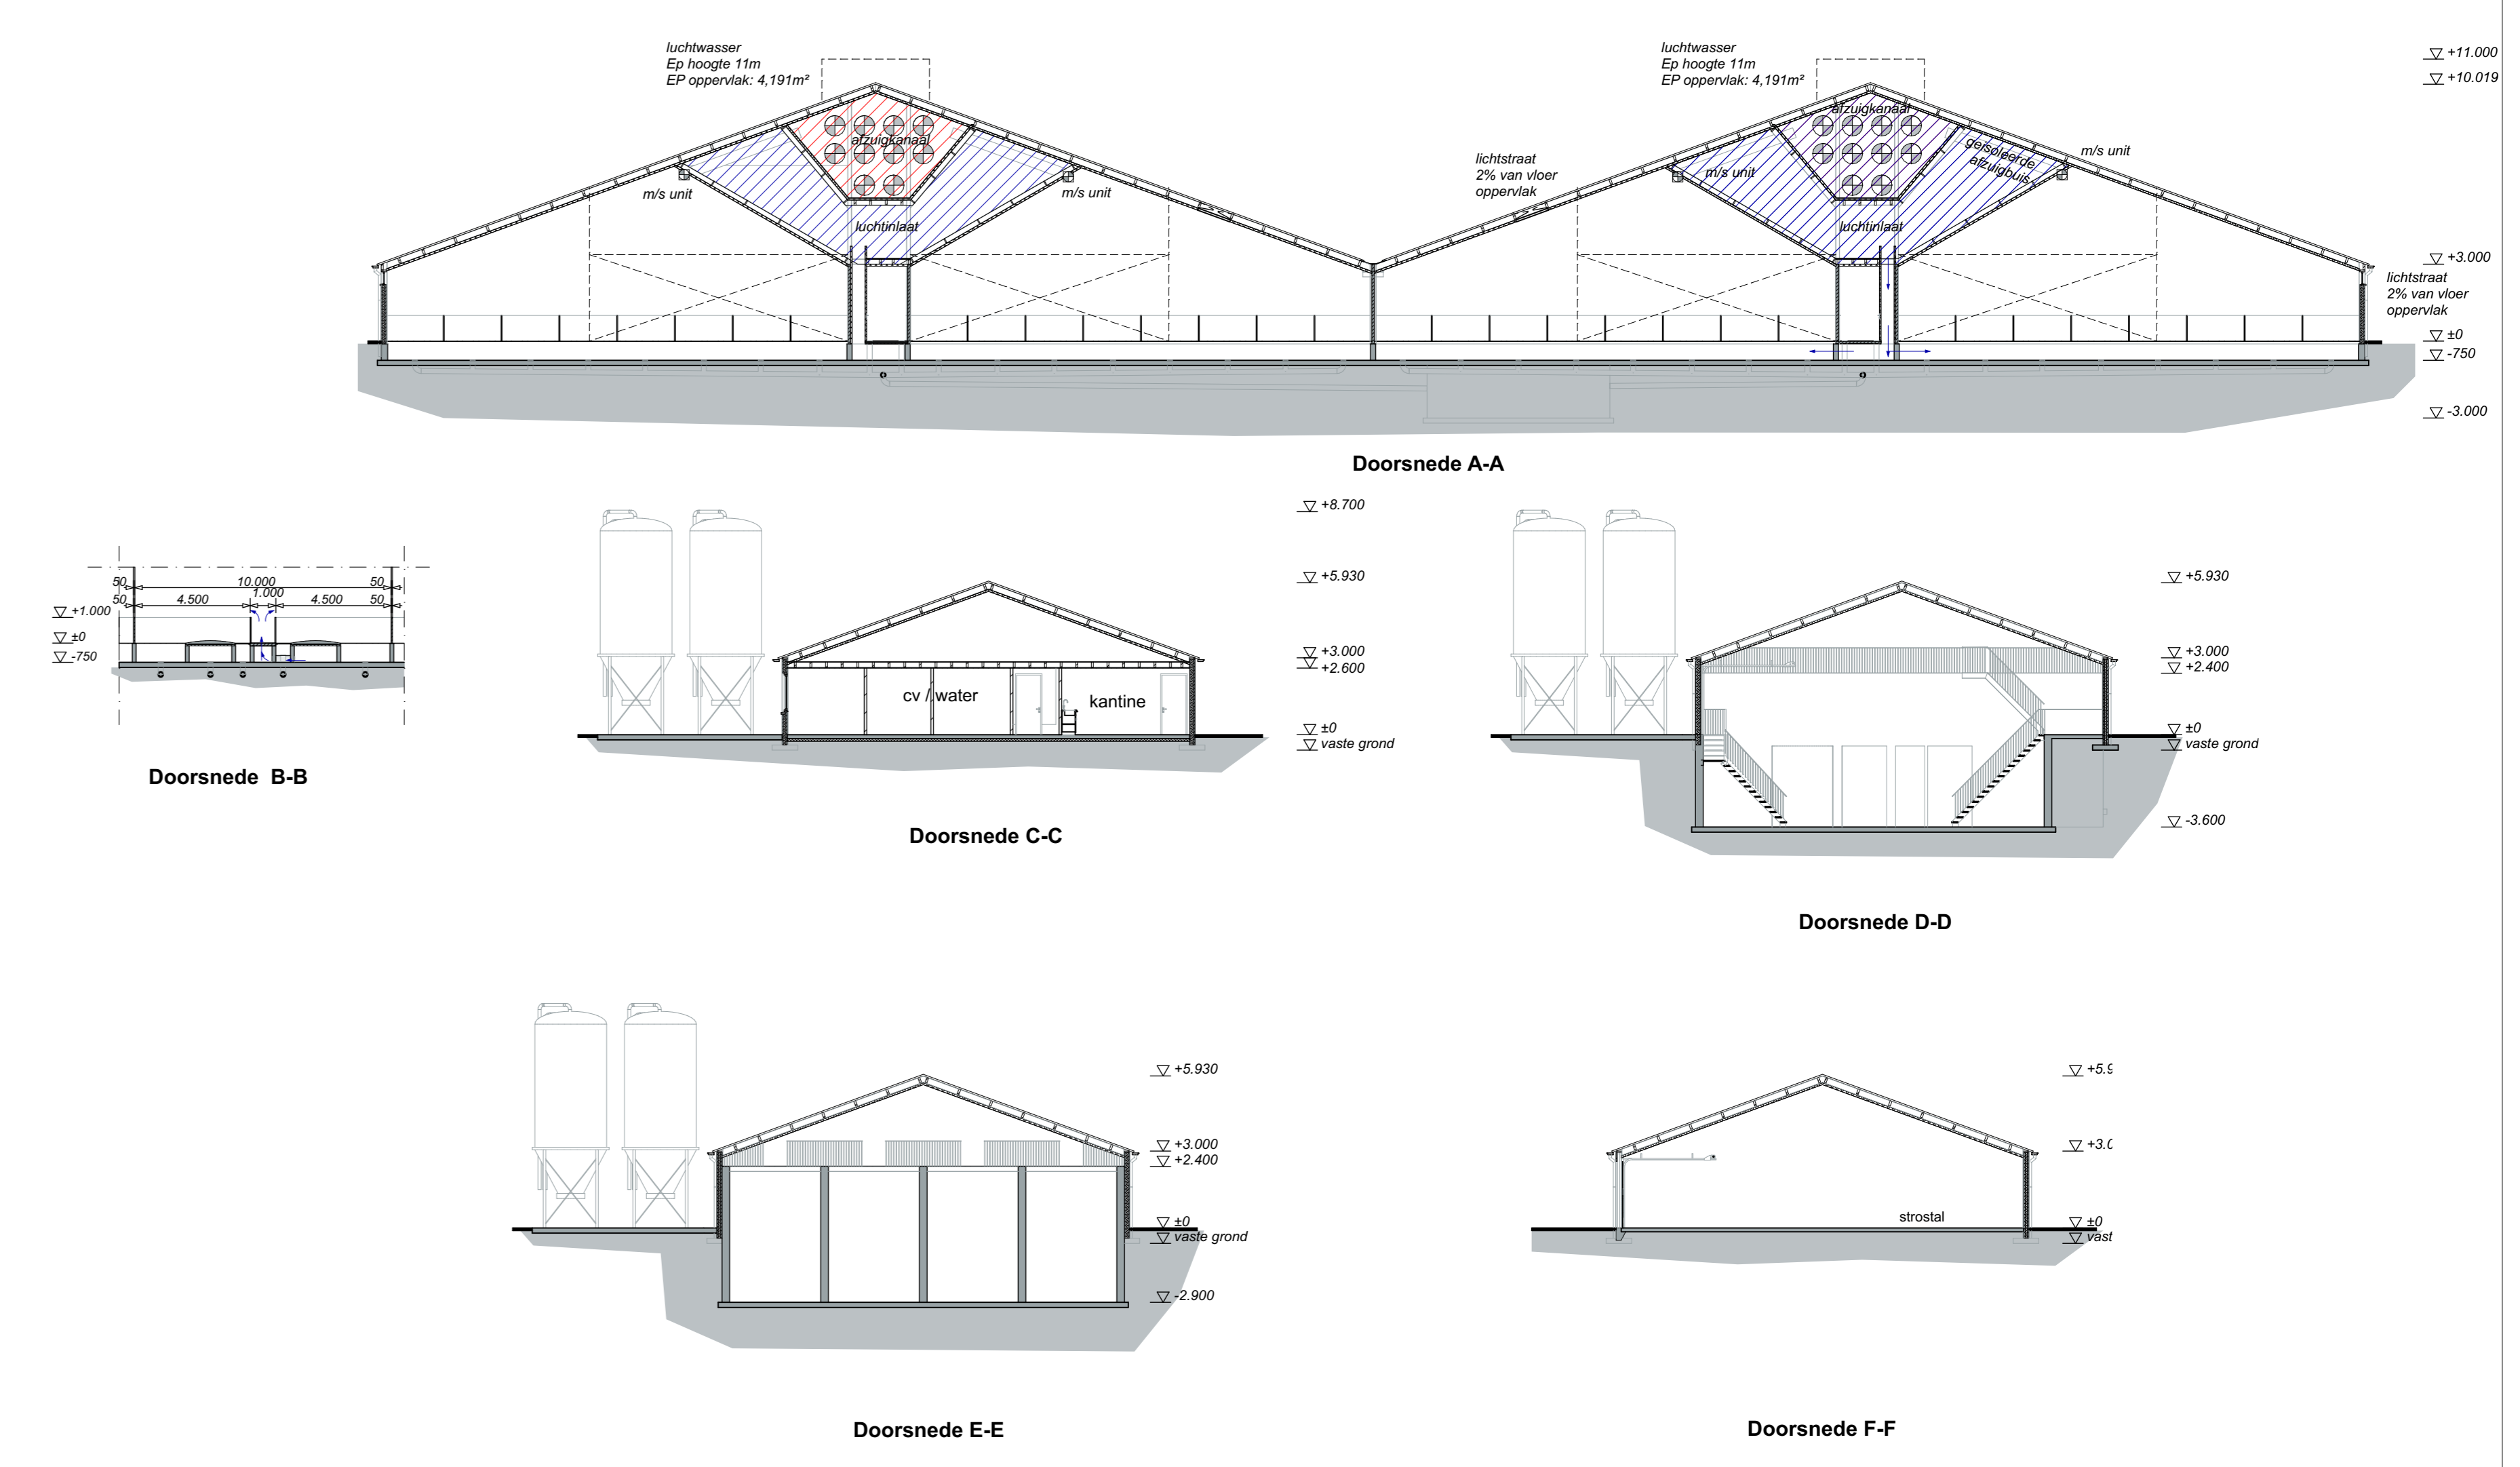 luchtwasser
Ep hoogte 11m
EP oppervlak: 4,191m²
luchtwasser
Ep hoogte 11m
EP oppervlak: 4,191m²
+11.000
+10.019
afzuigkanaal
afzuigkanaal
m/s unit
m/s unit
lichtstraat
2% van vloer
oppervlak
m/s unit
geïsoleerde
afzuigbuis
m/s unit
luchtinlaat
luchtinlaat
+3.000
lichtstraat
2% van vloer
oppervlak
±0
-750
-3.000
Doorsnede A-A
50
10.000
50
50
4.500
1.000
4.500
50
+1.000
±0
-750
Doorsnede B-B
+8.700
+5.930
+3.000
+2.600
cv / water
kantine
±0
vaste grond
Doorsnede C-C
+5.930
+3.000
+2.400
±0
vaste grond
-3.600
Doorsnede D-D
+5.930
+3.000
+2.400
±0
vaste grond
-2.900
Doorsnede E-E
+5.9
+3.0
strostal
±0
vast
Doorsnede F-F